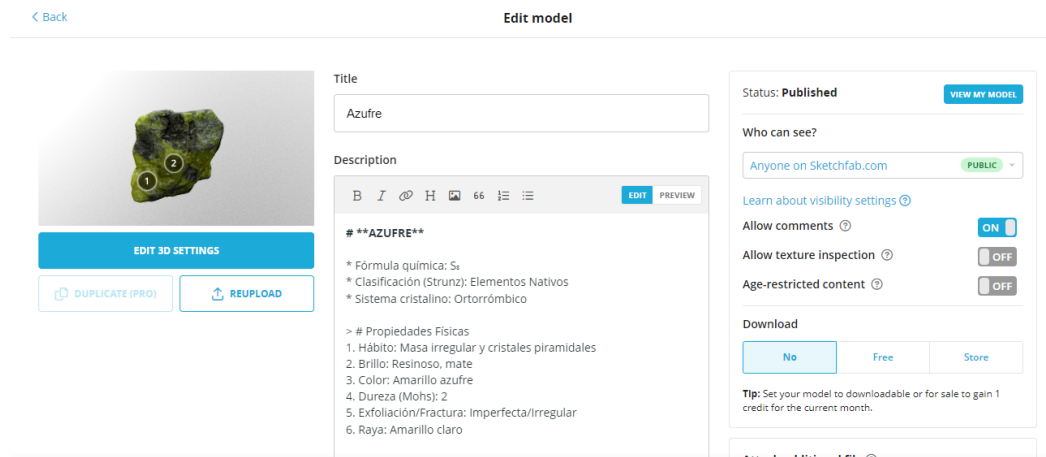 Back
Edit model
2
1
EDIT 3D SETTINGS
DUPLICATE (PRO)
REUPLOAD
Title
Azufre
Description
B I H 66
EDIT PREVIEW
# **AZUFRE**
* Fórmula química: S₈
* Clasificación (Strunz): Elementos Nativos
* Sistema cristalino: Ortorrómbico
> # Propiedades Físicas
1. Hábito: Masa irregular y cristales piramidales
2. Brillo: Resinoso, mate
3. Color: Amarillo azufre
4. Dureza (Mohs): 2
5. Exfoliación/Fractura: Imperfecta/Irregular
6. Raya: Amarillo claro
Status: Published
VIEW MY MODEL
Who can see?
Anyone on Sketchfab.com PUBLIC
Learn about visibility settings ?
Allow comments ? ON
Allow texture inspection ? OFF
Age-restricted content ? OFF
Download
No Free Store
Tip: Set your model to downloadable or for sale to gain 1
credit for the current month.